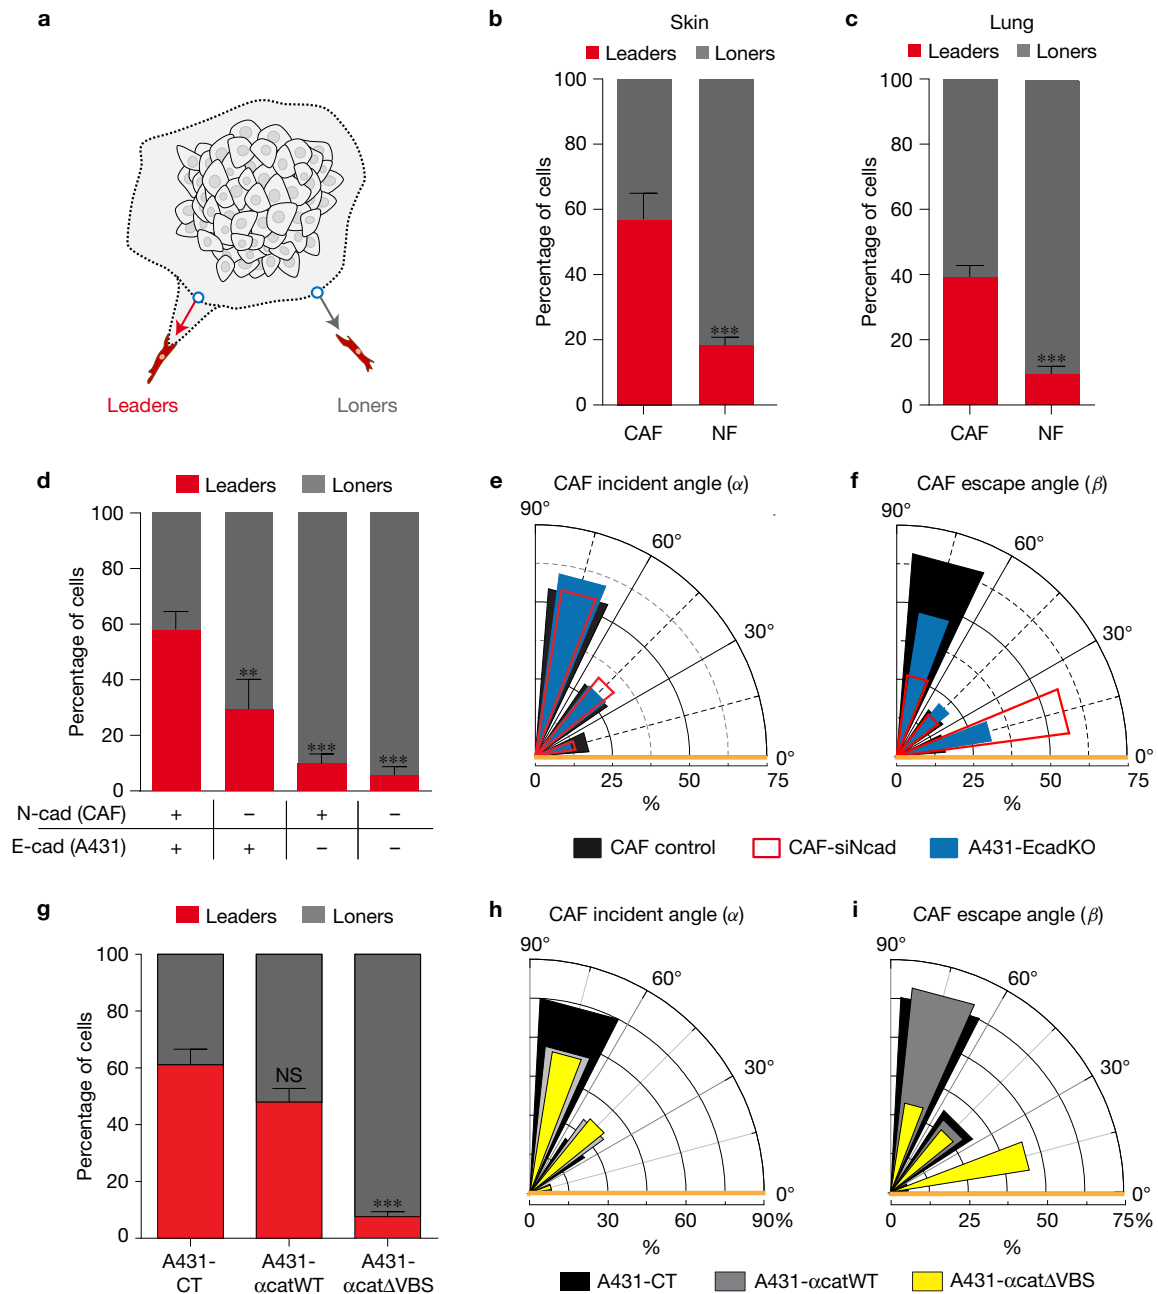 a
Leaders
Loners
b
Skin
Leaders Loners
Percentage of cells
100
80
60
40
20
0
***
CAF NF
c
Lung
Leaders Loners
Percentage of cells
100
80
60
40
20
0
***
CAF NF
d
Leaders Loners
Percentage of cells
100
80
60
40
20
0
**
***
***
N-cad (CAF) + − + −
E-cad (A431) + + − −
e
CAF incident angle (α)
90°
60°
30°
0°
0 25 50 75
%
f
CAF escape angle (β)
90°
60°
30°
0°
0 25 50 75
%
CAF control CAF-siNcad A431-EcadKO
g
Leaders Loners
Percentage of cells
100
80
60
40
20
0
NS
***
A431- A431- A431-
CT αcatWT αcatΔVBS
h
CAF incident angle (α)
90°
60°
30°
0°
0 30 60 90%
%
i
CAF escape angle (β)
90°
60°
30°
0°
0 25 50 75%
%
A431-CT A431-αcatWT A431-αcatΔVBS